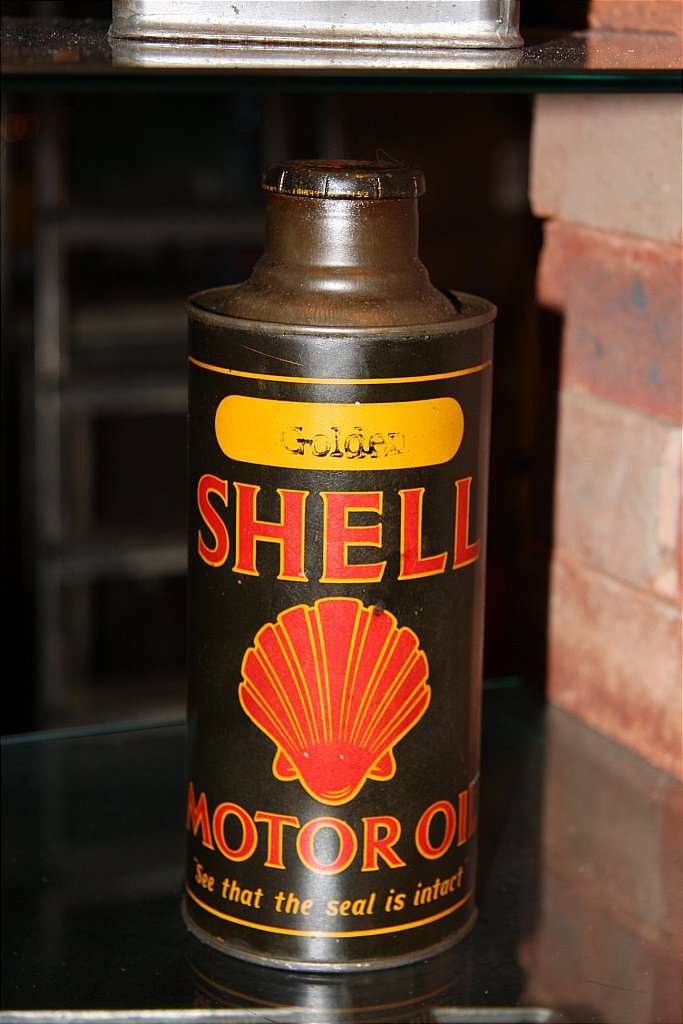 Golden
SHELL
MOTOR OIL
"See that the seal is intact"